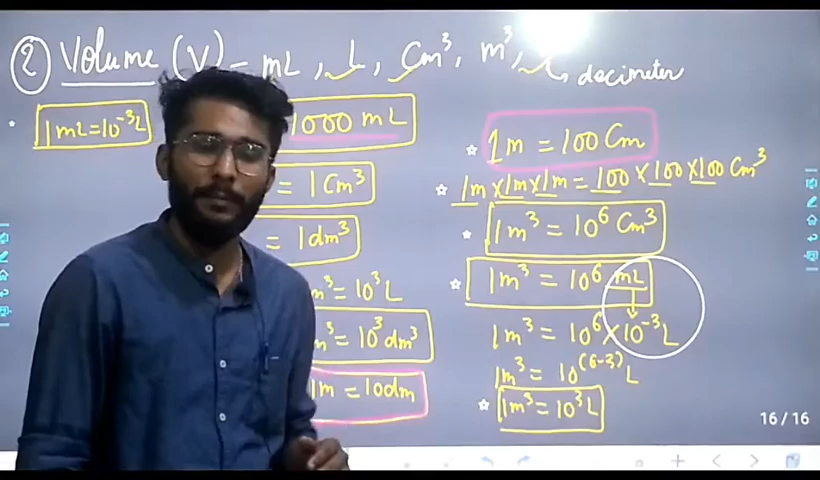 ② Volume (V) = mL, L, Cm³, m³, decimeter
1mL=10⁻³L
1000 mL
= 1Cm³
= 1dm³
m³ = 10³L
m³ = 10³dm³
1m = 10dm
1m = 100 Cm
1m × 1m × 1m = 100 × 100 × 100 Cm³
1m³ = 10⁶ Cm³
1m³ = 10⁶ mL
1m³ = 10⁶ × 10⁻³ L
1m³ = 10⁽⁶⁻³⁾ L
1m³ = 10³L
16/16